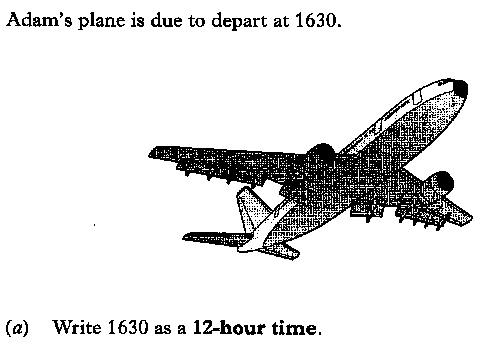 Adam's plane is due to depart at 1630.
(a) Write 1630 as a 12-hour time.